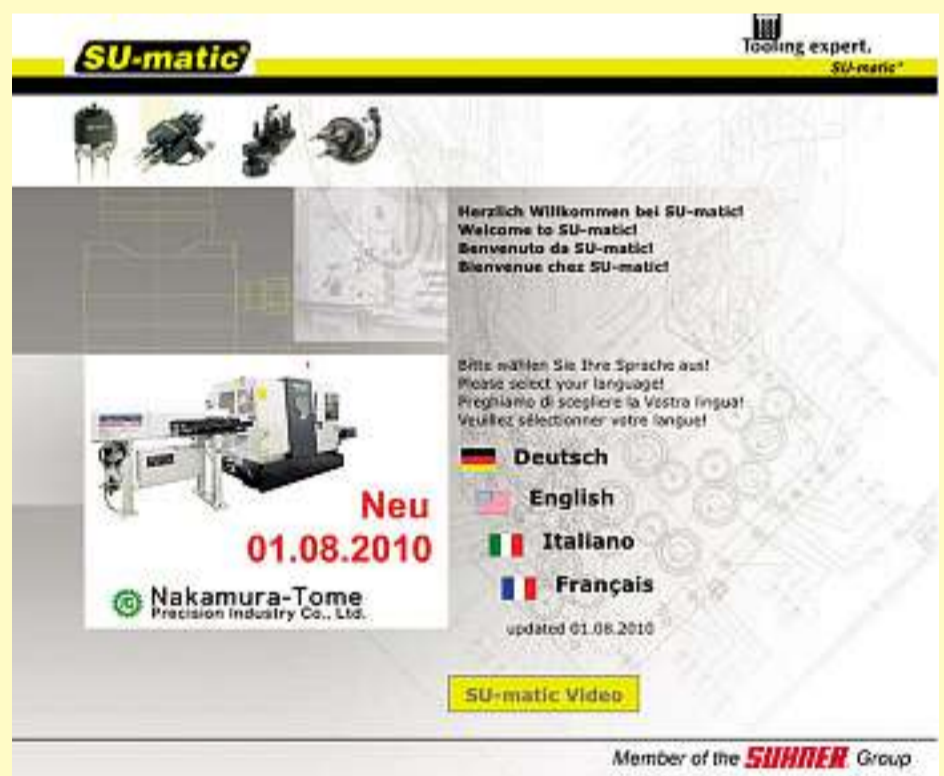 SU-matic®
Tooling expert.
SU-matic®
Herzlich Willkommen bei SU-matic!
Welcome to SU-matic!
Benvenuto da SU-matic!
Bienvenue chez SU-matic!
Bitte wählen Sie Ihre Sprache aus!
Please select your language!
Preghiamo di scegliere la Vostra lingua!
Veuillez sélectionner votre langue!
Deutsch
English
Italiano
Français
updated 01.08.2010
Neu
01.08.2010
Nakamura-Tome
Precision Industry Co., Ltd.
SU-matic Video
Member of the SUHNER Group